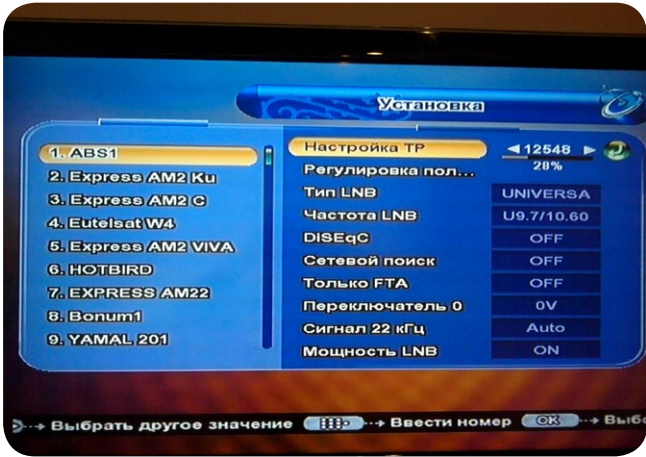 Установка
1. ABS1
2. Express AM2 Ku
3. Express AM2 C
4. Eutelsat W4
5. Express AM2 VIVA
6. HOTBIRD
7. EXPRESS AM22
8. Bonum1
9. YAMAL 201
Настройка TP 12548
28%
Регулировка пол...
Тип LNB UNIVERSA
Частота LNB U9.7/10.60
DiSEqC OFF
Сетевой поиск OFF
Только FTA OFF
Переключатель 0 0V
Сигнал 22 кГц Auto
Мощность LNB ON
Выбрать другое значение Ввести номер OK Выбо